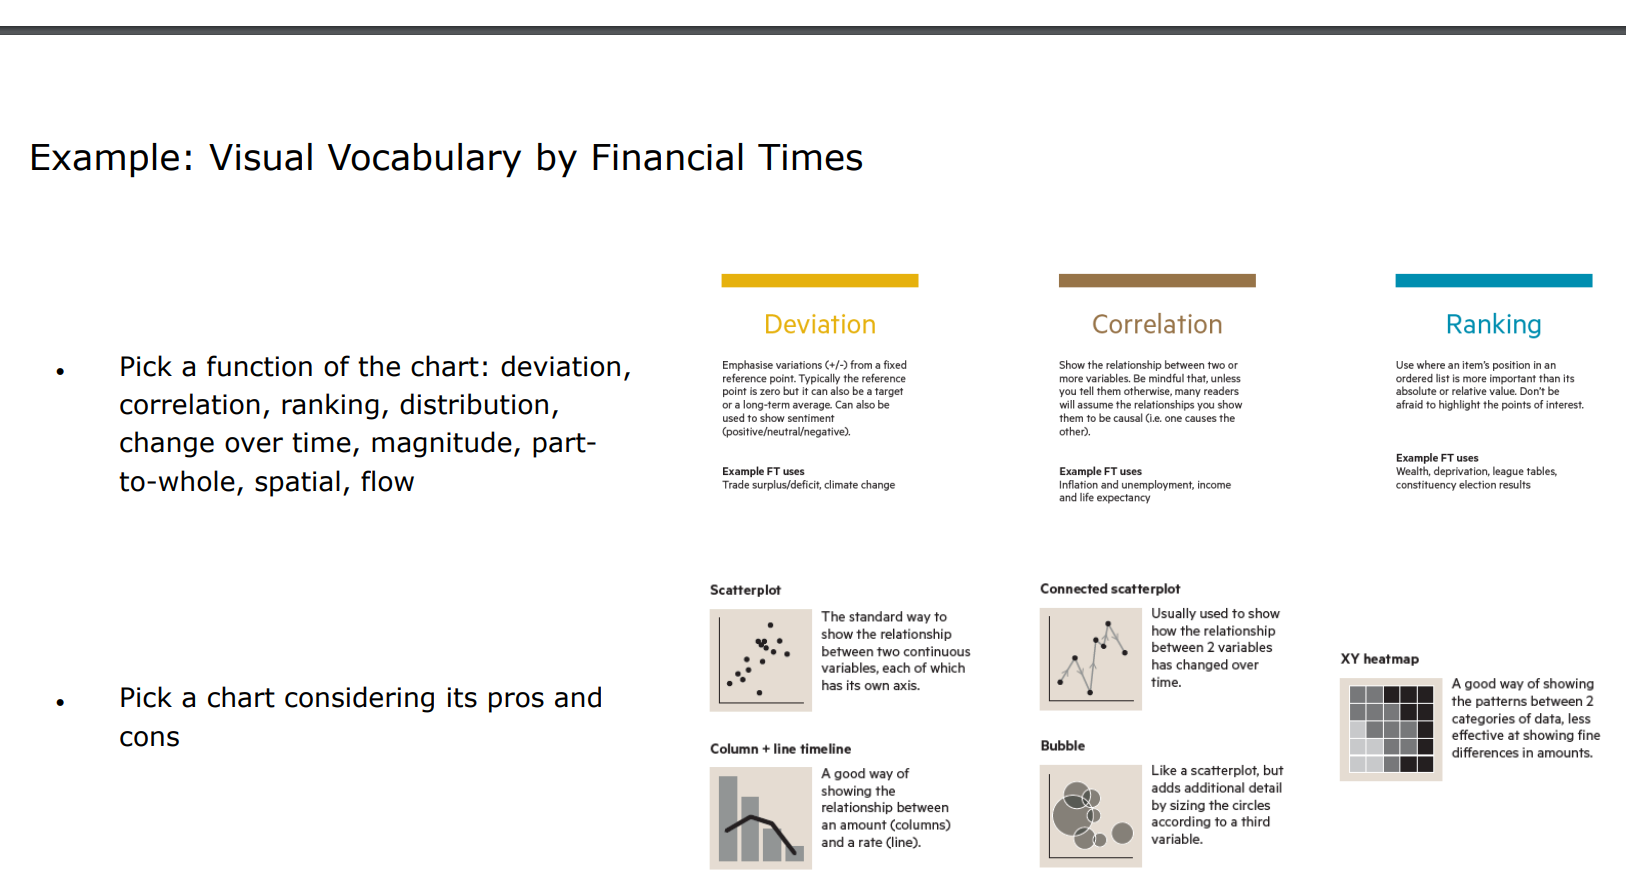 Example: Visual Vocabulary by Financial Times
• Pick a function of the chart: deviation,
correlation, ranking, distribution,
change over time, magnitude, part-
to-whole, spatial, flow
• Pick a chart considering its pros and
cons
Deviation
Emphasise variations (+/-) from a fixed
reference point. Typically the reference
point is zero but it can also be a target
or a long-term average. Can also be
used to show sentiment
(positive/neutral/negative).
Example FT uses
Trade surplus/deficit, climate change
Correlation
Show the relationship between two or
more variables. Be mindful that, unless
you tell them otherwise, many readers
will assume the relationships you show
them to be causal (i.e. one causes the
other).
Example FT uses
Inflation and unemployment, income
and life expectancy
Ranking
Use where an item's position in an
ordered list is more important than its
absolute or relative value. Don't be
afraid to highlight the points of interest.
Example FT uses
Wealth, deprivation, league tables,
constituency election results
Scatterplot
The standard way to
show the relationship
between two continuous
variables, each of which
has its own axis.
Connected scatterplot
Usually used to show
how the relationship
between 2 variables
has changed over
time.
XY heatmap
A good way of showing
the patterns between 2
categories of data, less
effective at showing fine
differences in amounts.
Column + line timeline
A good way of
showing the
relationship between
an amount (columns)
and a rate (line).
Bubble
Like a scatterplot, but
adds additional detail
by sizing the circles
according to a third
variable.